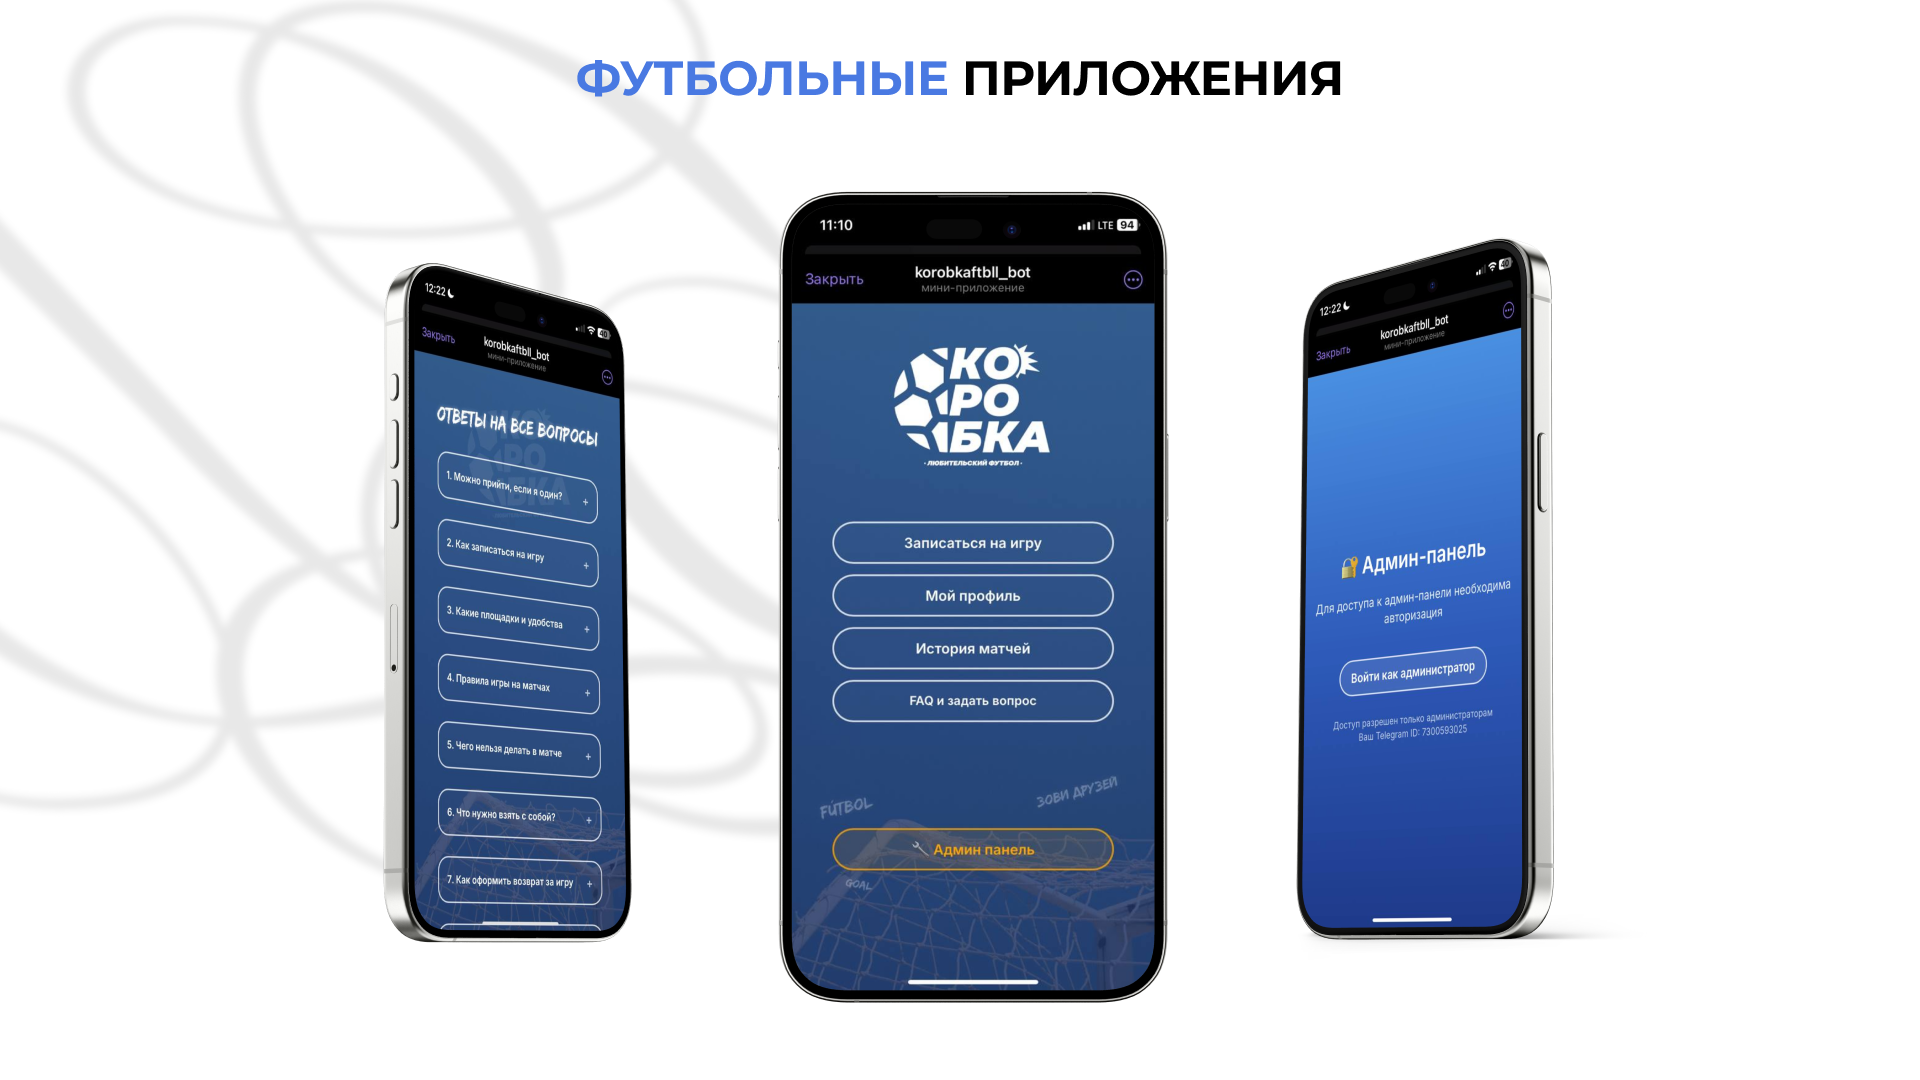 ФУТБОЛЬНЫЕ ПРИЛОЖЕНИЯ
12:22
40
Закрыть
korobkaftbll_bot
мини-приложение
ОТВЕТЫ НА ВСЕ ВОПРОСЫ
КО
РО
БКА
1. Можно прийти, если я один? +
2. Как записаться на игру +
3. Какие площадки и удобства +
4. Правила игры на матчах +
5. Чего нельзя делать в матче +
6. Что нужно взять с собой? +
7. Как оформить возврат за игру +
11:10
LTE 94
Закрыть
korobkaftbll_bot
мини-приложение
КО
РО
БКА
- ЛЮБИТЕЛЬСКИЙ ФУТБОЛ -
Записаться на игру
Мой профиль
История матчей
FAQ и задать вопрос
FÚTBOL
ЗОВИ ДРУЗЕЙ
Админ панель
GOAL
12:22
40
Закрыть
korobkaftbll_bot
мини-приложение
Админ-панель
Для доступа к админ-панели необходима
авторизация
Войти как администратор
Доступ разрешен только администраторам
Ваш Telegram ID: 7300593025